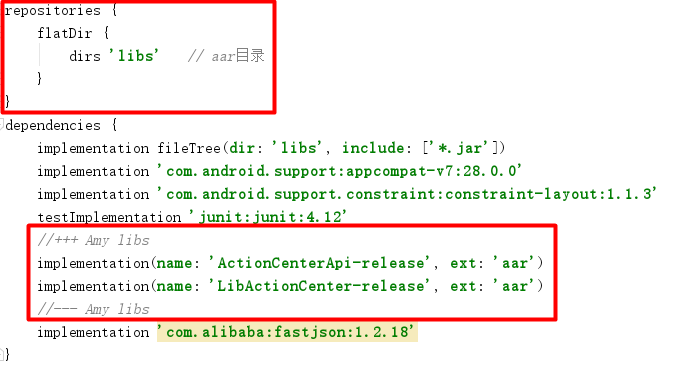 repositories {
flatDir {
dirs 'libs' // aar目录
}
}
dependencies {
implementation fileTree(dir: 'libs', include: ['*.jar'])
implementation 'com.android.support:appcompat-v7:28.0.0'
implementation 'com.android.support.constraint:constraint-layout:1.1.3'
testImplementation 'junit:junit:4.12'
//+++ Amy libs
implementation(name: 'ActionCenterApi-release', ext: 'aar')
implementation(name: 'LibActionCenter-release', ext: 'aar')
//--- Amy libs
implementation 'com.alibaba:fastjson:1.2.18'
}